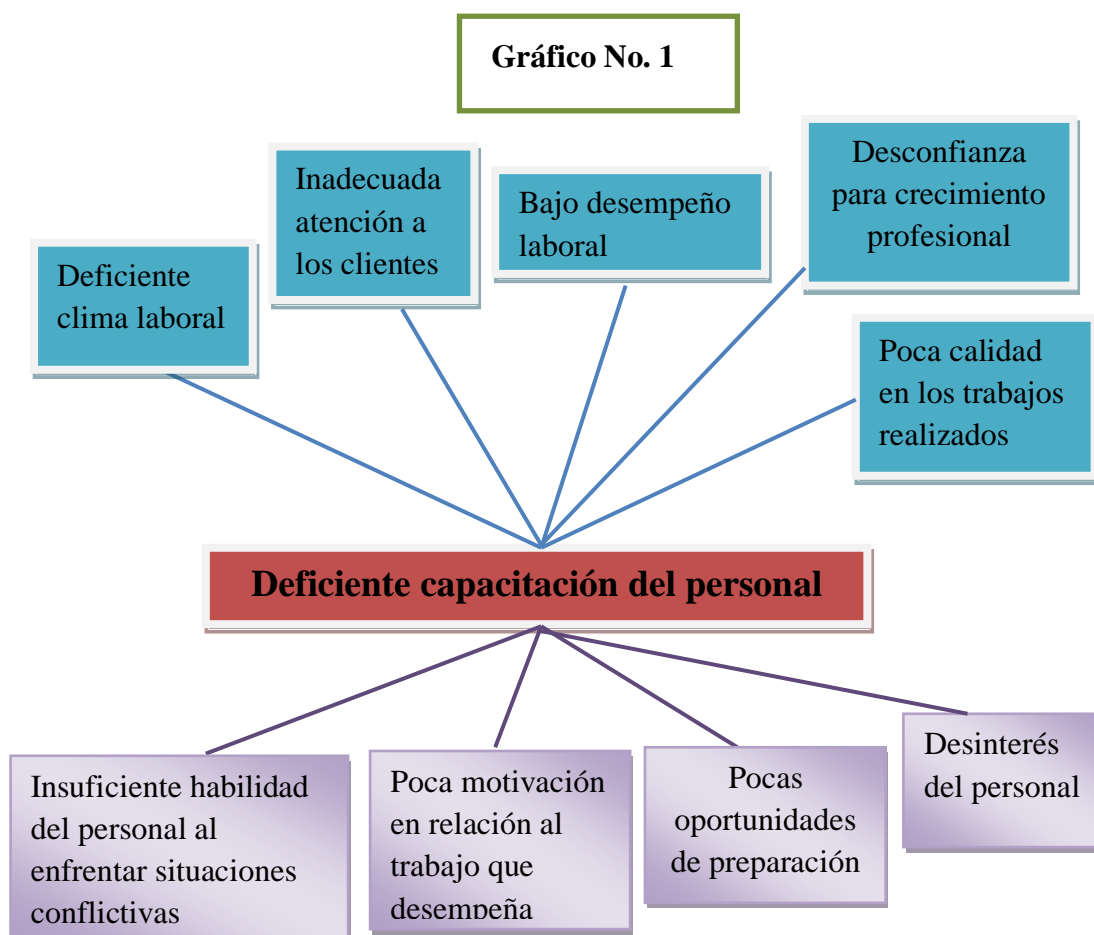 Gráfico No. 1
Deficiente
clima laboral
Inadecuada
atención a
los clientes
Bajo desempeño
laboral
Desconfianza
para crecimiento
profesional
Poca calidad
en los trabajos
realizados
Deficiente capacitación del personal
Insuficiente habilidad
del personal al
enfrentar situaciones
conflictivas
Poca motivación
en relación al
trabajo que
desempeña
Pocas
oportunidades
de preparación
Desinterés
del personal